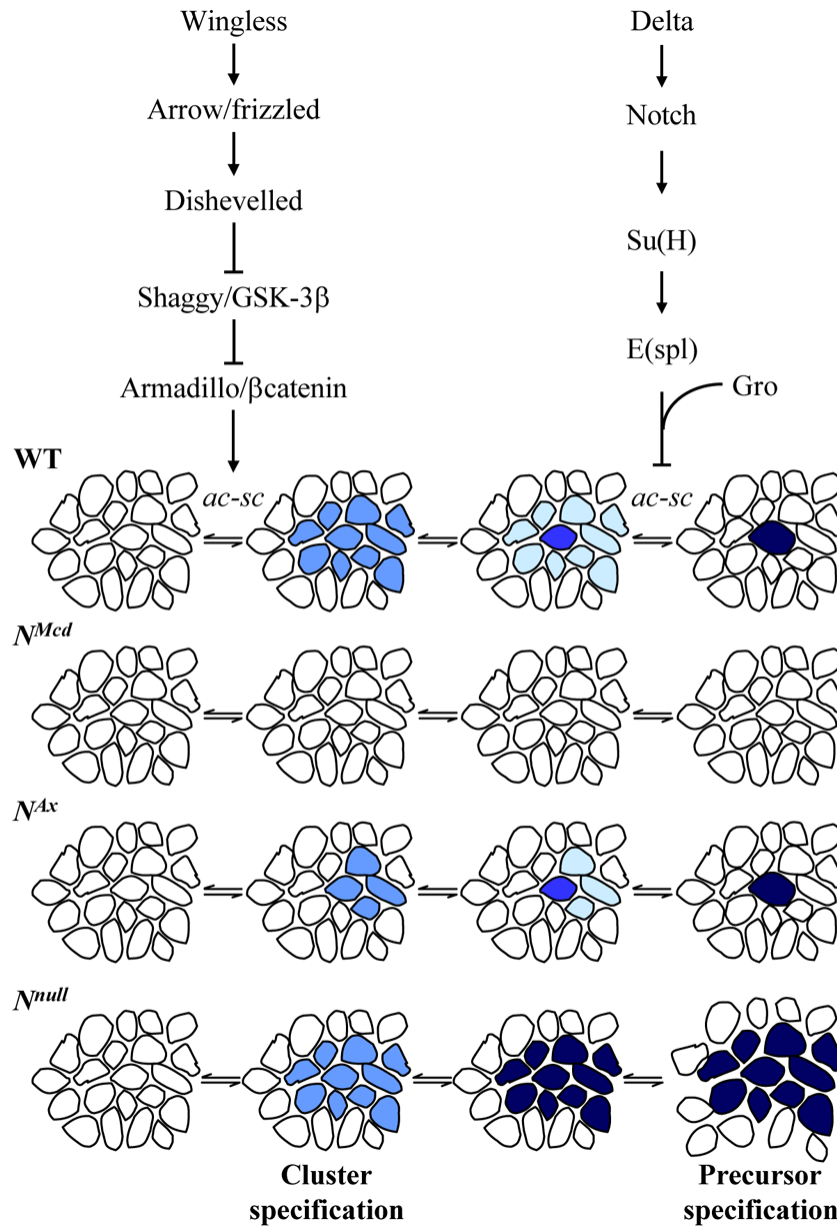 Wingless
Delta
Arrow/frizzled
Notch
Dishevelled
Su(H)
Shaggy/GSK-3β
E(spl)
Armadillo/βcatenin
Gro
WT
ac-sc
ac-sc
N^Mcd
N^Ax
N^null
Cluster
specification
Precursor
specification